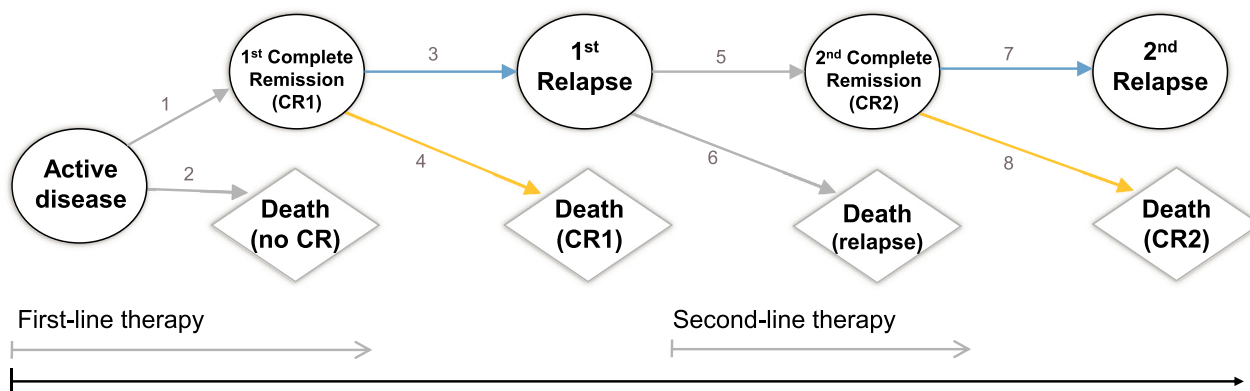 1st Complete
Remission
(CR1)
3
1st
Relapse
5
2nd Complete
Remission
(CR2)
7
2nd
Relapse
1
Active
disease
2
4
6
8
Death
(no CR)
Death
(CR1)
Death
(relapse)
Death
(CR2)
First-line therapy
Second-line therapy